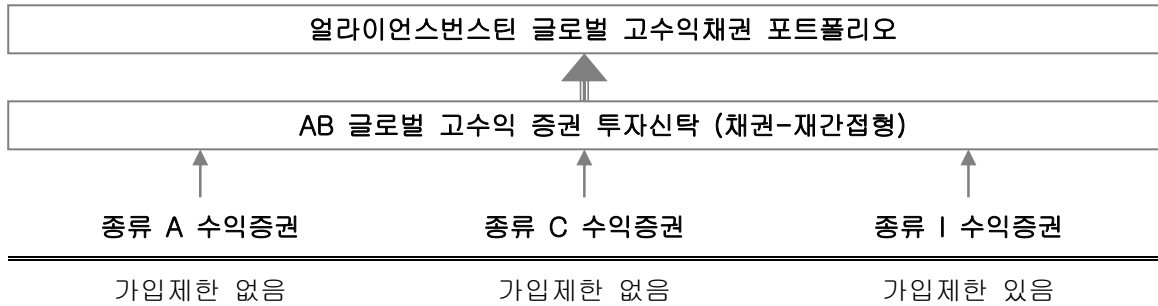 얼라이언스번스틴 글로벌 고수익채권 포트폴리오
AB 글로벌 고수익 증권 투자신탁 (채권-재간접형)
종류 A 수익증권 종류 C 수익증권 종류 I 수익증권
가입제한 없음 가입제한 없음 가입제한 있음